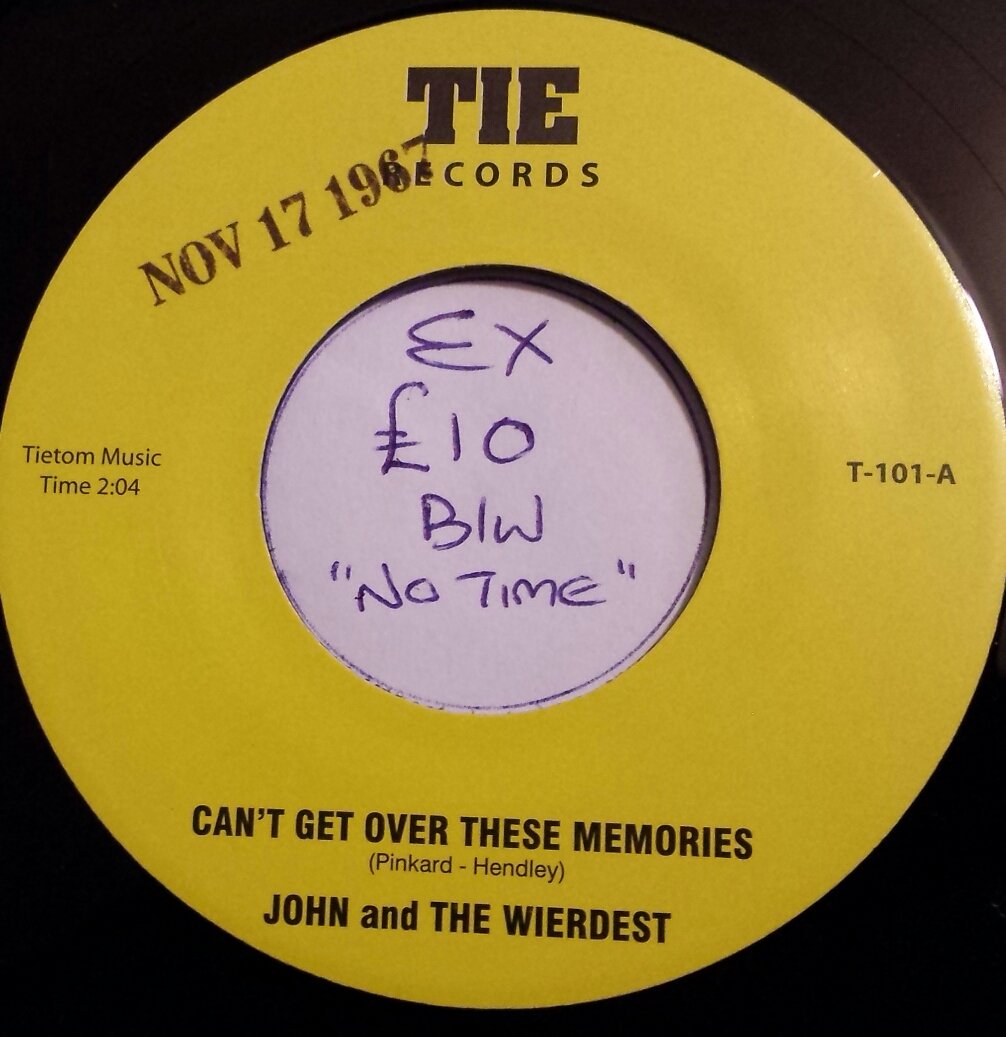 TIE
RECORDS
NOV 17 1967
EX
£10
B/W
"NO TIME"
Tietom Music
Time 2:04
T-101-A
CAN'T GET OVER THESE MEMORIES
(Pinkard - Hendley)
JOHN and THE WIERDEST